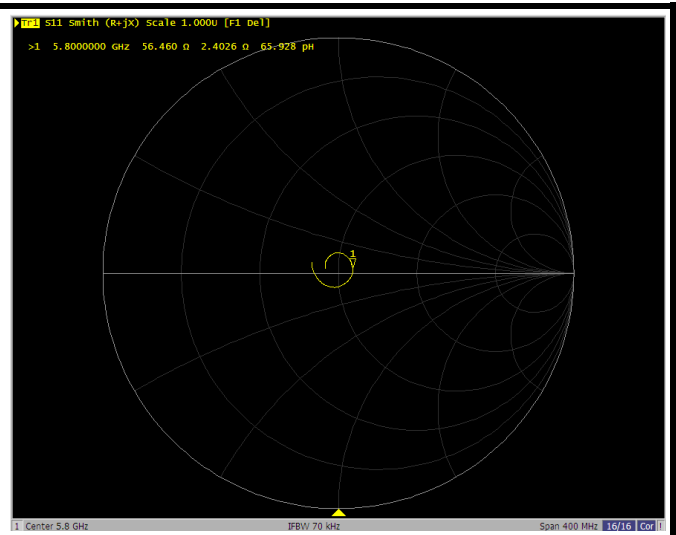 Tr1 S11 Smith (R+jX) Scale 1.000U [F1 Del]
>1 5.8000000 GHz 56.460 Ω 2.4026 Ω 65.928 pH
1
1 Center 5.8 GHz IFBW 70 kHz Span 400 MHz 16/16 Cor !